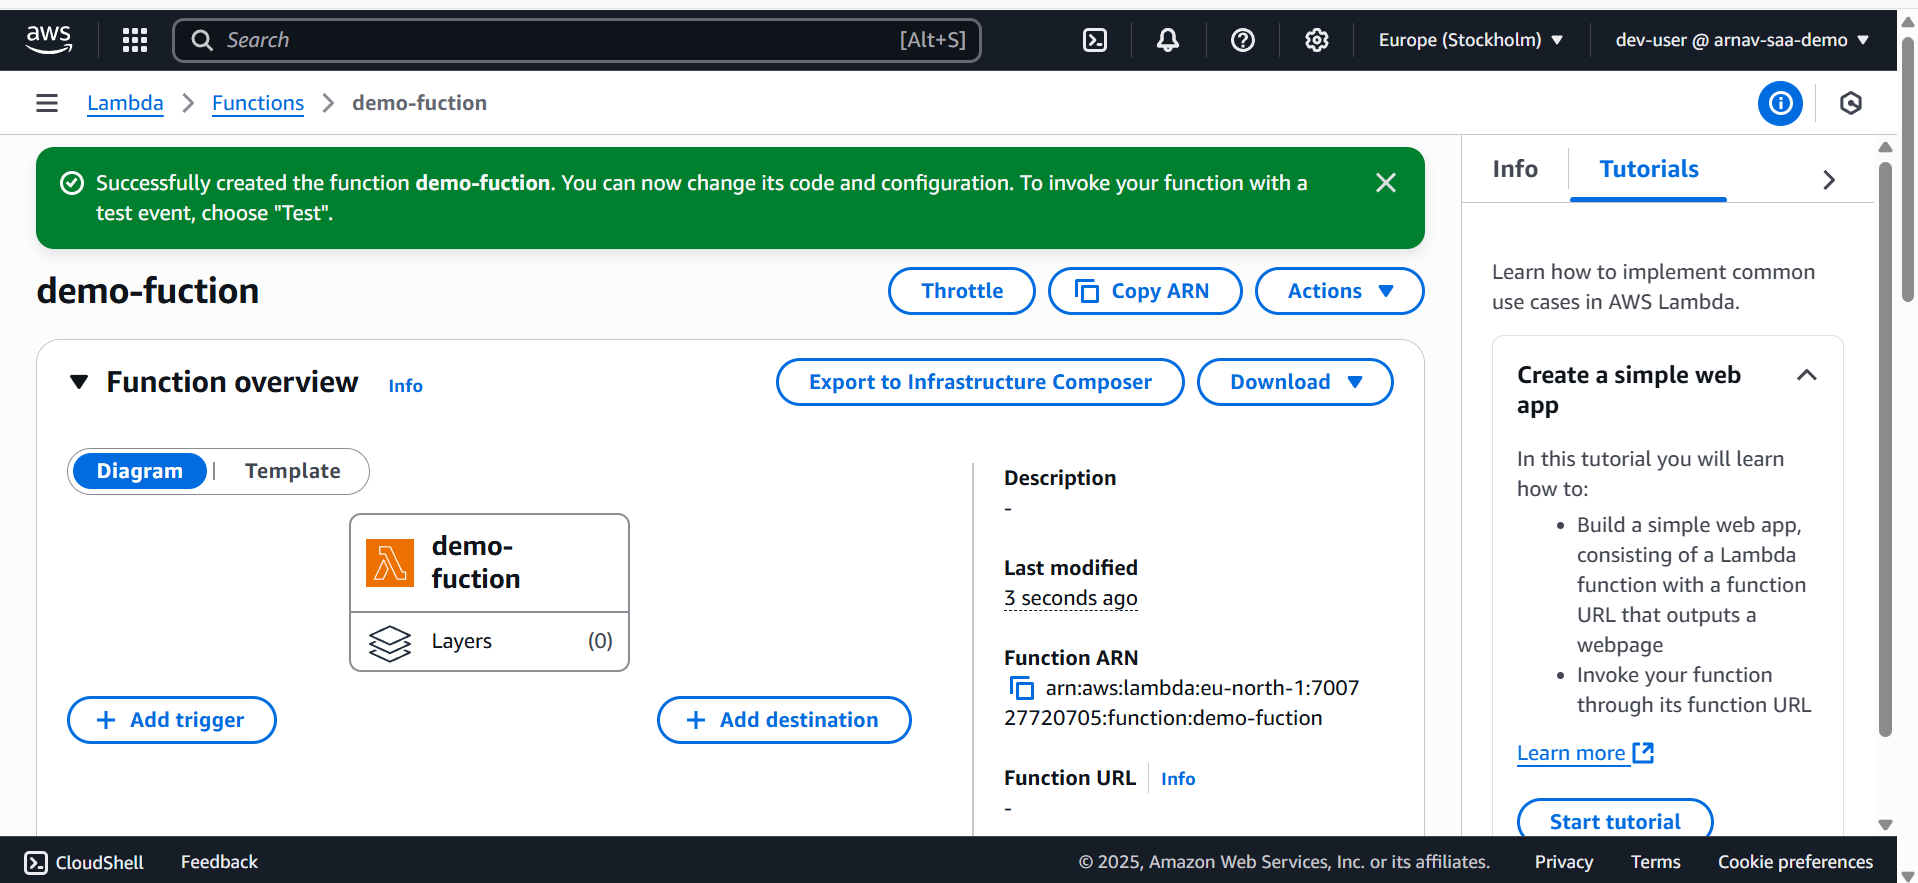 aws
Search
[Alt+S]
Europe (Stockholm)
dev-user @ arnav-saa-demo
Lambda
Functions
demo-fuction
Successfully created the function demo-fuction. You can now change its code and configuration. To invoke your function with a
test event, choose "Test".
demo-fuction
Throttle
Copy ARN
Actions
Function overview
Info
Export to Infrastructure Composer
Download
Diagram
Template
demo-
fuction
Layers
(0)
Add trigger
Add destination
Description
-
Last modified
3 seconds ago
Function ARN
arn:aws:lambda:eu-north-1:7007
27720705:function:demo-fuction
Function URL
Info
-
Info
Tutorials
Learn how to implement common
use cases in AWS Lambda.
Create a simple web
app
In this tutorial you will learn
how to:
• Build a simple web app,
consisting of a Lambda
function with a function
URL that outputs a
webpage
• Invoke your function
through its function URL
Learn more
Start tutorial
CloudShell
Feedback
© 2025, Amazon Web Services, Inc. or its affiliates.
Privacy
Terms
Cookie preferences